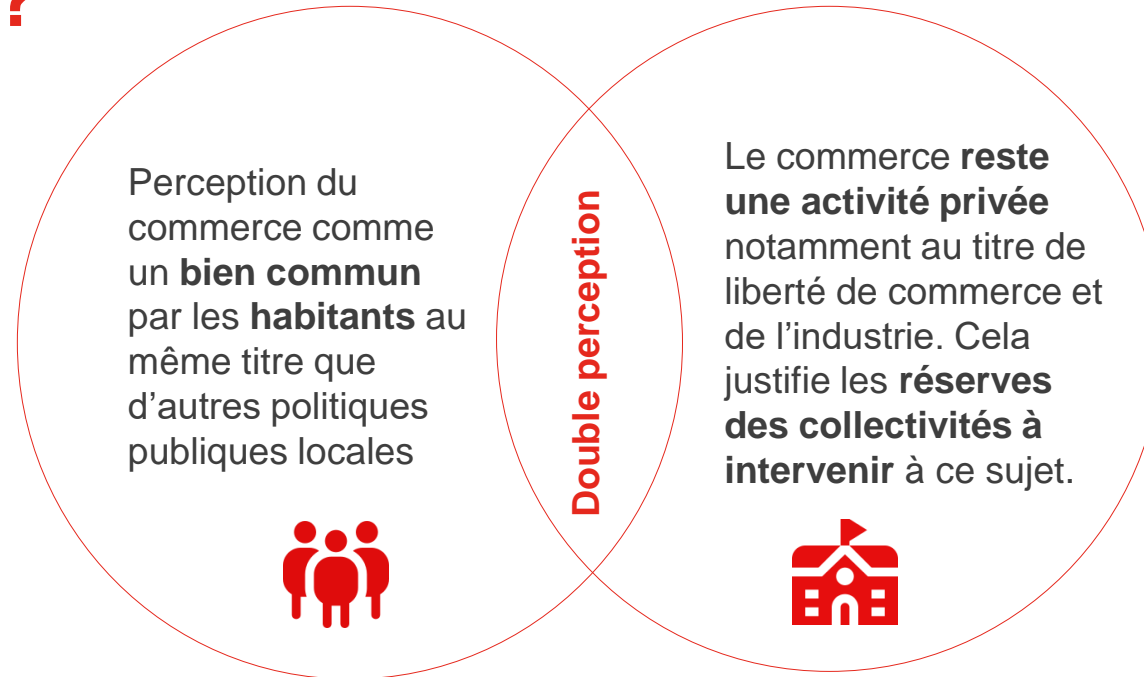 ?
Perception du
commerce comme
un bien commun
par les habitants au
même titre que
d'autres politiques
publiques locales
Double perception
Le commerce reste
une activité privée
notamment au titre de
liberté de commerce et
de l'industrie. Cela
justifie les réserves
des collectivités à
intervenir à ce sujet.